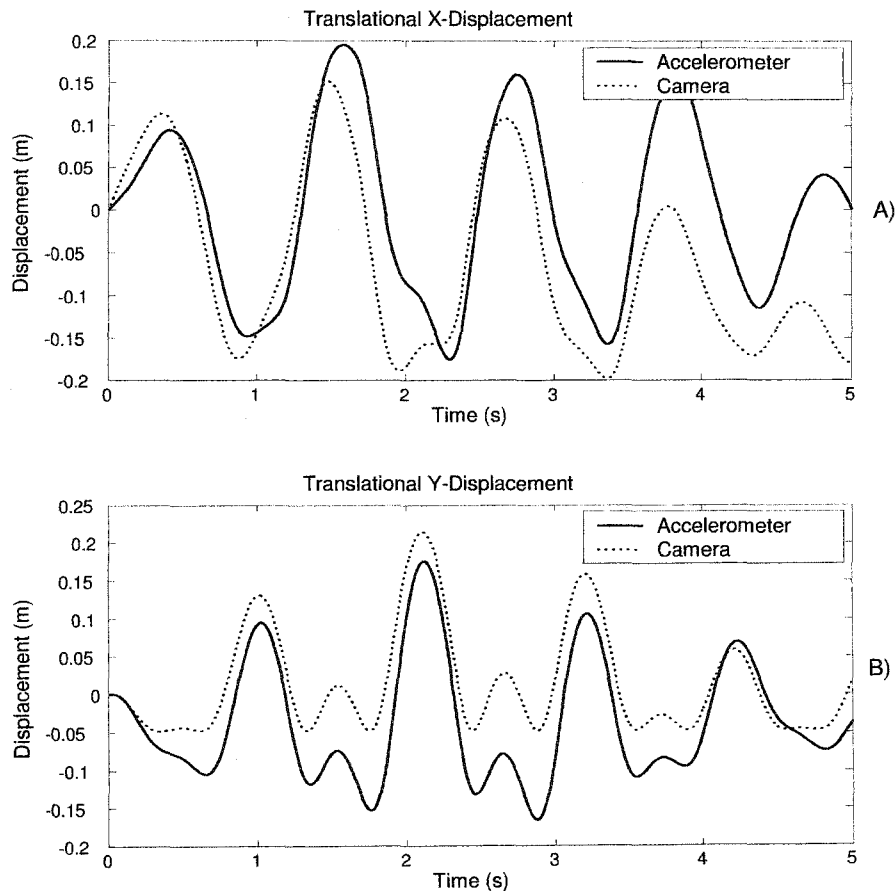 Translational X-Displacement
0.2
0.15
0.1
0.05
0
-0.05
-0.1
-0.15
-0.2
Displacement (m)
Accelerometer
Camera
A)
0 1 2 3 4 5
Time (s)
Translational Y-Displacement
0.25
0.2
0.15
0.1
0.05
0
-0.05
-0.1
-0.15
-0.2
Displacement (m)
Accelerometer
Camera
B)
0 1 2 3 4 5
Time (s)